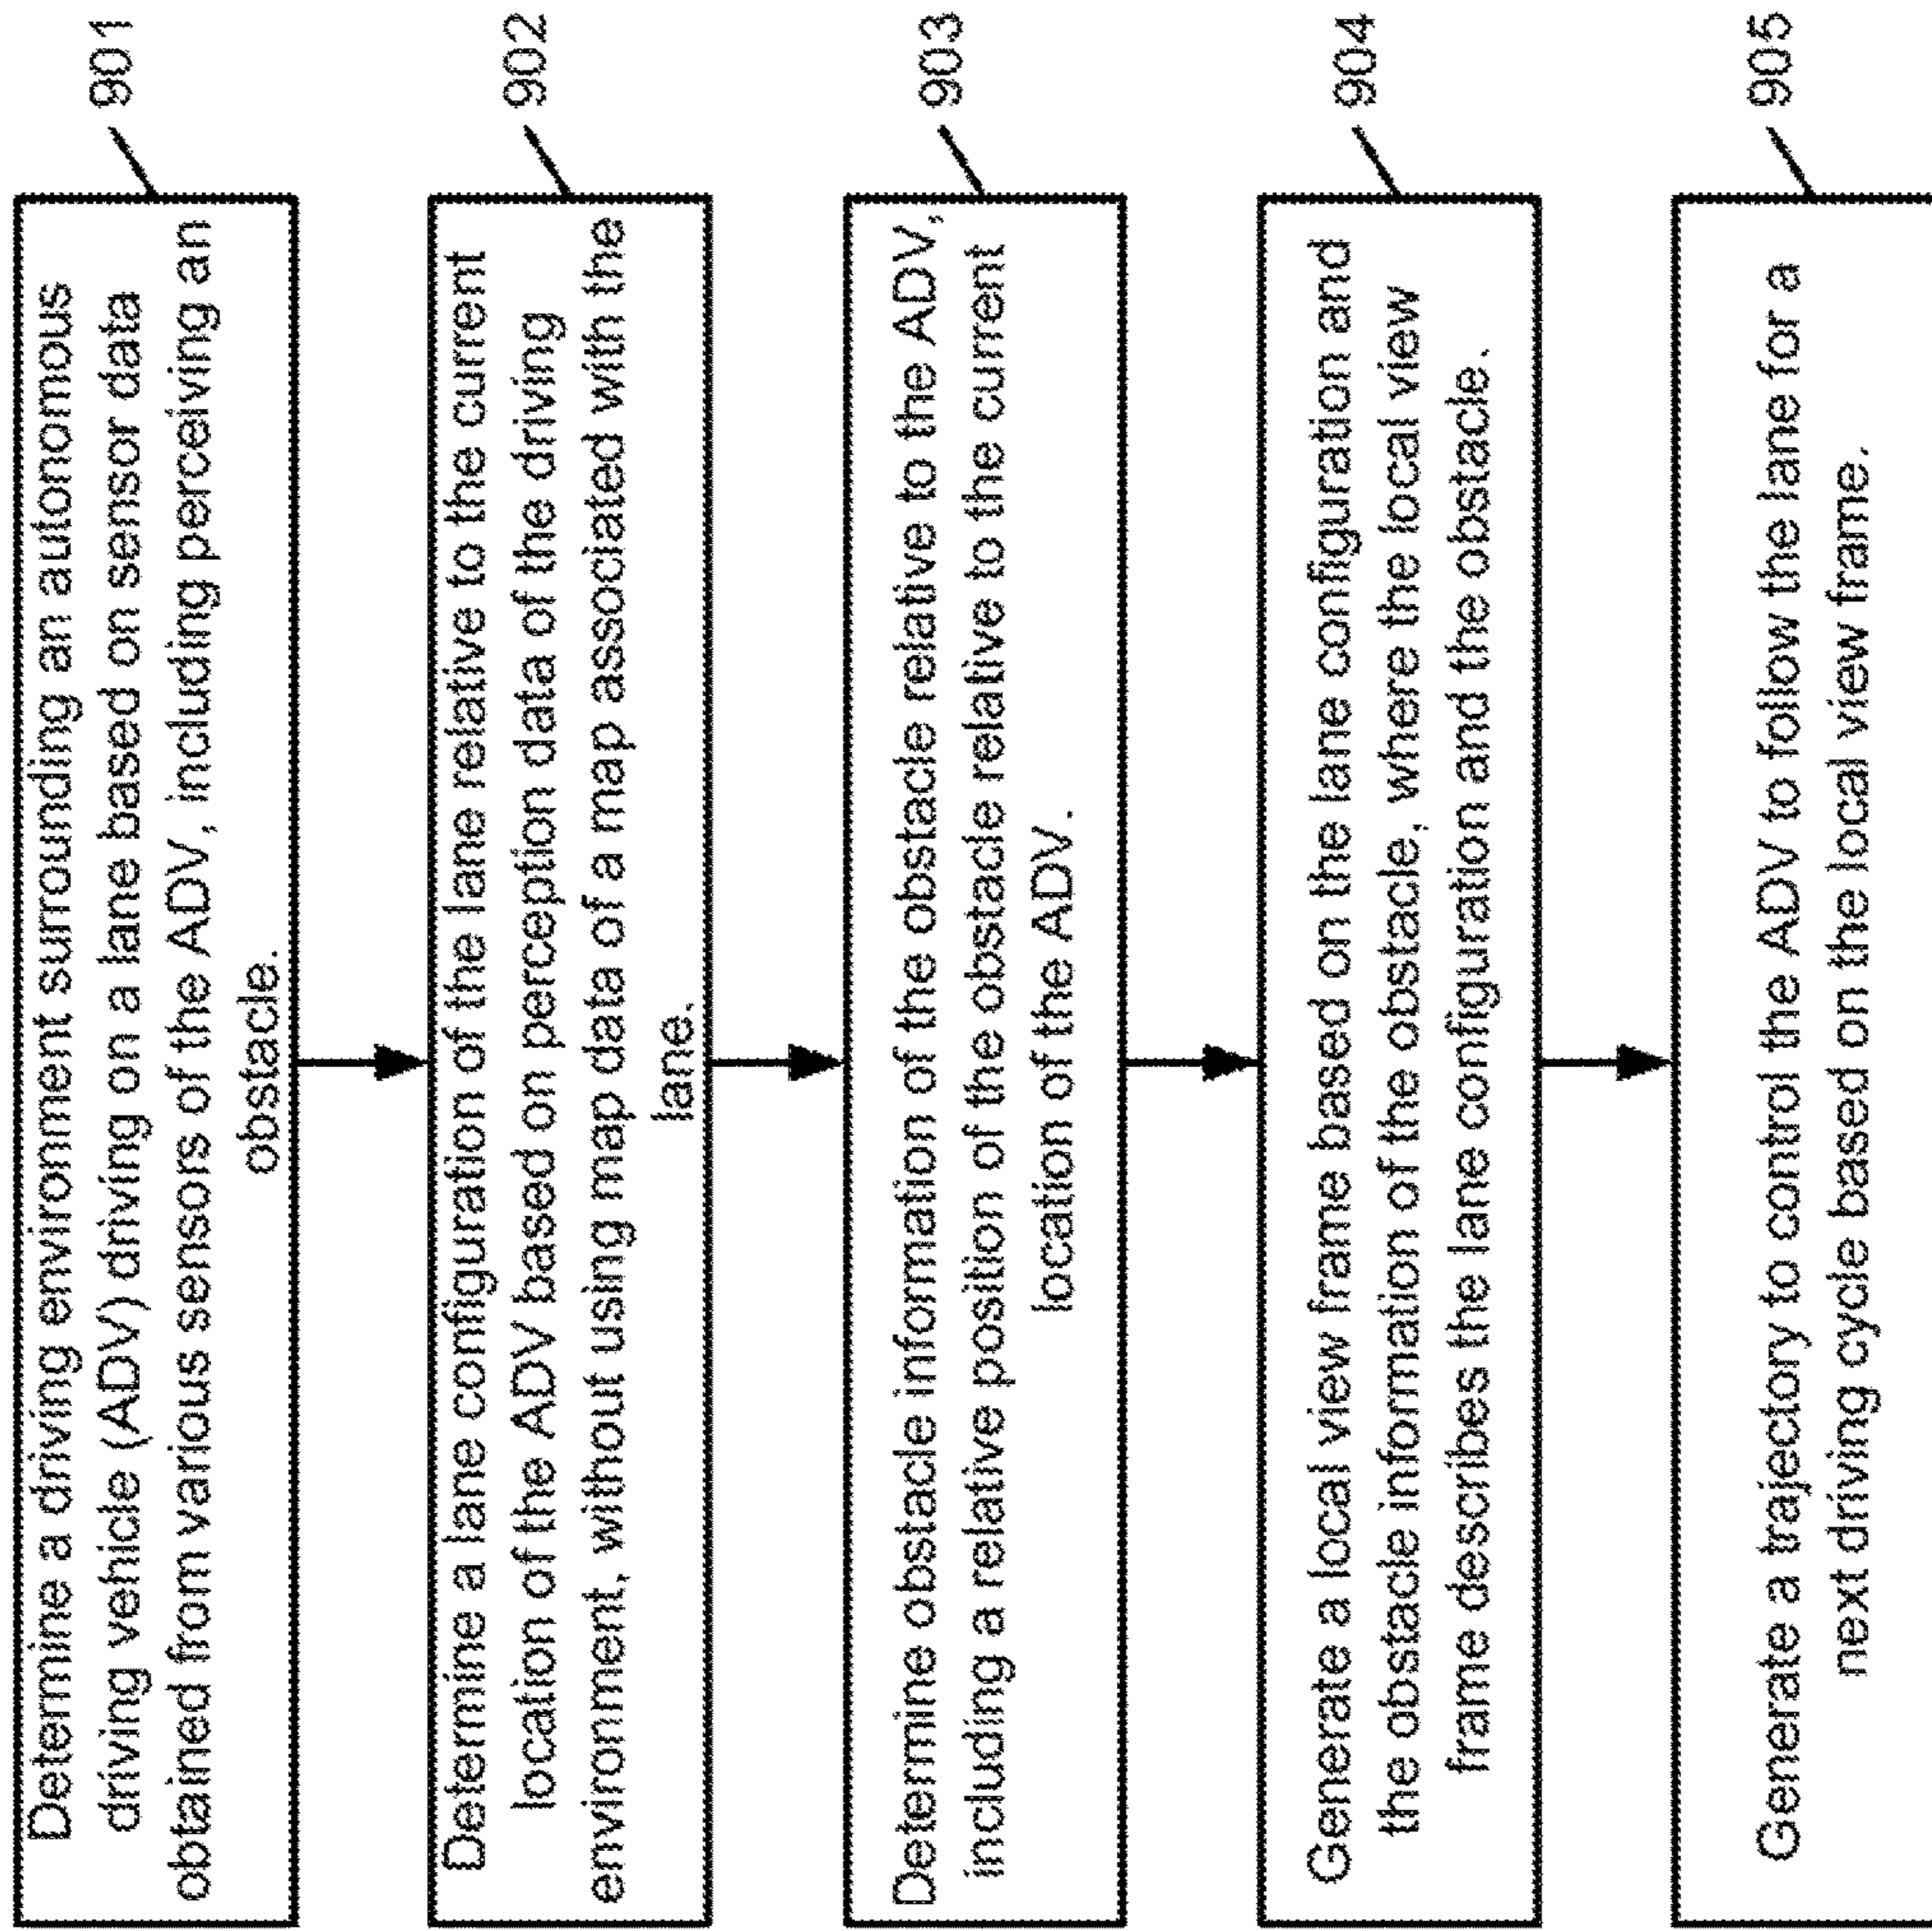 Determine a driving environment surrounding an autonomous
driving vehicle (ADV) driving on a lane based on sensor data
obtained from various sensors of the ADV, including perceiving an
obstacle.
901
Determine a lane configuration of the lane relative to the current
location of the ADV based on perception data of the driving
environment, without using map data of a map associated with the
lane.
902
Determine obstacle information of the obstacle relative to the ADV,
including a relative position of the obstacle relative to the current
location of the ADV.
903
Generate a local view frame based on the lane configuration and
the obstacle information of the obstacle, where the local view
frame describes the lane configuration and the obstacle.
904
Generate a trajectory to control the ADV to follow the lane for a
next driving cycle based on the local view frame.
905